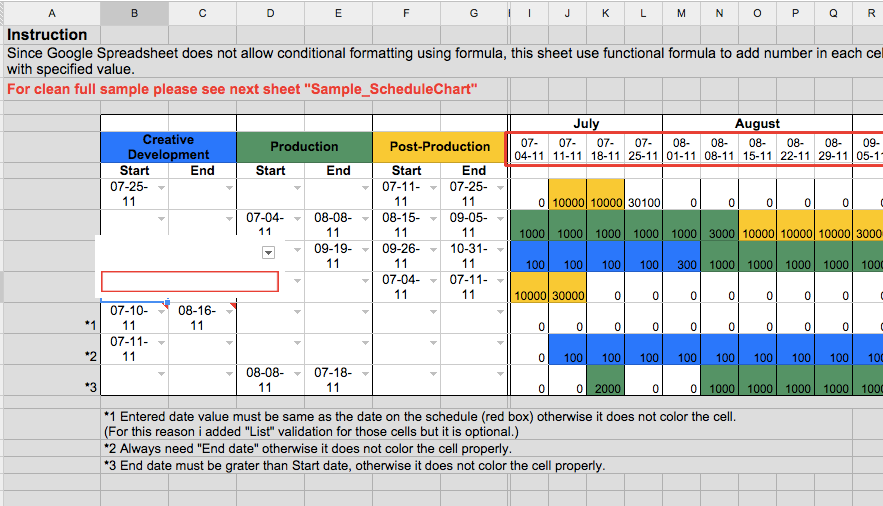 A B C D E F G I I J K L M N O P Q R
Instruction
Since Google Spreadsheet does not allow conditional formatting using formula, this sheet use functional formula to add number in each cel
with specified value.
For clean full sample please see next sheet "Sample_ScheduleChart"
July August
Creative Development Production Post-Production 07-04-11 07-11-11 07-18-11 07-25-11 08-01-11 08-08-11 08-15-11 08-22-11 08-29-11 09-05-1
Start End Start End Start End
07-25-11 07-11-11 07-25-11 0 10000 10000 30100 0 0 0 0 0 0
07-04-11 08-08-11 08-15-11 09-05-11 1000 1000 1000 1000 1000 3000 10000 10000 10000 3000
09-19-11 09-26-11 10-31-11 100 100 100 100 300 1000 1000 1000 1000 100
07-04-11 07-11-11 10000 30000 0 0 0 0 0 0 0 0
*1 07-10-11 08-16-11 0 0 0 0 0 0 0 0 0 0
*2 07-11-11 0 100 100 100 100 100 100 100 100 10
*3 08-08-11 07-18-11 0 0 2000 0 0 1000 1000 1000 1000 100
*1 Entered date value must be same as the date on the schedule (red box) otherwise it does not color the cell.
(For this reason i added "List" validation for those cells but it is optional.)
*2 Always need "End date" otherwise it does not color the cell properly.
*3 End date must be grater than Start date, otherwise it does not color the cell properly.